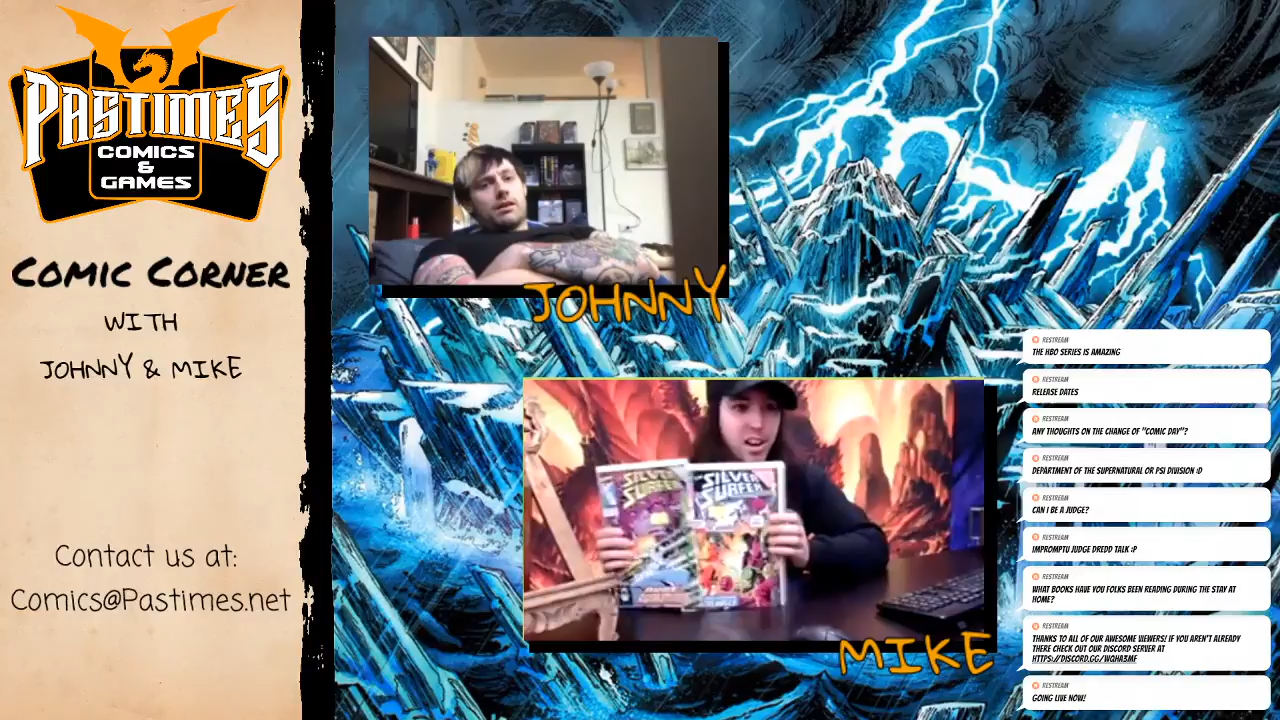 PASTIMES
COMICS
&
GAMES
COMIC CORNER
WITH
JOHNNY & MIKE
Contact us at:
Comics@Pastimes.net
JOHNNY
SILVER
SURFER
SILVER
SURFER
MIKE
RESTREAM
THE HBO SERIES IS AMAZING
RESTREAM
RELEASE DATES
RESTREAM
ANY THOUGHTS ON THE CHANGE OF "COMIC DAY"?
RESTREAM
DEPARTMENT OF THE SUPERNATURAL OR PSI DIVISION :D
RESTREAM
CAN I BE A JUDGE?
RESTREAM
IMPROMPTU JUDGE DREDD TALK :P
RESTREAM
WHAT BOOKS HAVE YOU FOLKS BEEN READING DURING THE STAY AT
HOME?
RESTREAM
THANKS TO ALL OF OUR AWESOME VIEWERS! IF YOU AREN'T ALREADY
THERE CHECK OUT OUR DISCORD SERVER AT
HTTPS://DISCORD.GG/WQHA3MF
RESTREAM
GOING LIVE NOW!